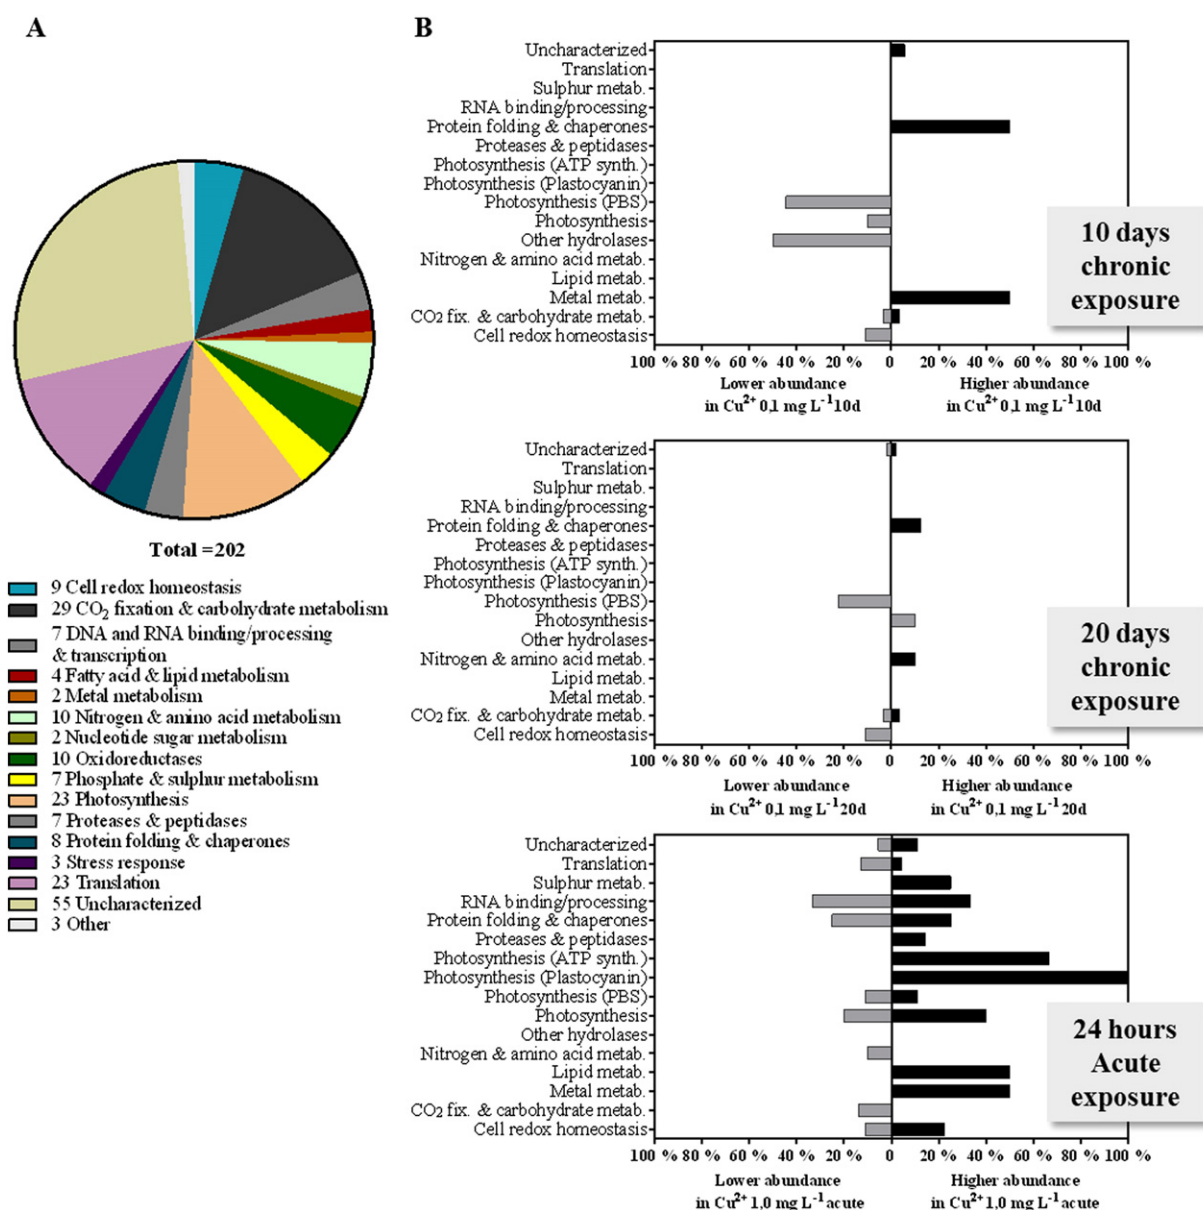 A
Total =202
9 Cell redox homeostasis
29 CO₂ fixation & carbohydrate metabolism
7 DNA and RNA binding/processing
& transcription
4 Fatty acid & lipid metabolism
2 Metal metabolism
10 Nitrogen & amino acid metabolism
2 Nucleotide sugar metabolism
10 Oxidoreductases
7 Phosphate & sulphur metabolism
23 Photosynthesis
7 Proteases & peptidases
8 Protein folding & chaperones
3 Stress response
23 Translation
55 Uncharacterized
3 Other
B
Uncharacterized
Translation
Sulphur metab.
RNA binding/processing
Protein folding & chaperones
Proteases & peptidases
Photosynthesis (ATP synth.)
Photosynthesis (Plastocyanin)
Photosynthesis (PBS)
Photosynthesis
Other hydrolases
Nitrogen & amino acid metab.
Lipid metab.
Metal metab.
CO₂ fix. & carbohydrate metab.
Cell redox homeostasis
100 % 80 % 60 % 40 % 20 % 0 20 % 40 % 60 % 80 % 100 %
Lower abundance Higher abundance
in Cu²⁺ 0,1 mg L⁻¹ 10d in Cu²⁺ 0,1 mg L⁻¹ 10d
10 days
chronic
exposure
Uncharacterized
Translation
Sulphur metab.
RNA binding/processing
Protein folding & chaperones
Proteases & peptidases
Photosynthesis (ATP synth.)
Photosynthesis (Plastocyanin)
Photosynthesis (PBS)
Photosynthesis
Other hydrolases
Nitrogen & amino acid metab.
Lipid metab.
Metal metab.
CO₂ fix. & carbohydrate metab.
Cell redox homeostasis
100 % 80 % 60 % 40 % 20 % 0 20 % 40 % 60 % 80 % 100 %
Lower abundance Higher abundance
in Cu²⁺ 0,1 mg L⁻¹ 20d in Cu²⁺ 0,1 mg L⁻¹ 20d
20 days
chronic
exposure
Uncharacterized
Translation
Sulphur metab.
RNA binding/processing
Protein folding & chaperones
Proteases & peptidases
Photosynthesis (ATP synth.)
Photosynthesis (Plastocyanin)
Photosynthesis (PBS)
Photosynthesis
Other hydrolases
Nitrogen & amino acid metab.
Lipid metab.
Metal metab.
CO₂ fix. & carbohydrate metab.
Cell redox homeostasis
100 % 80 % 60 % 40 % 20 % 0 20 % 40 % 60 % 80 % 100 %
Lower abundance Higher abundance
in Cu²⁺ 1,0 mg L⁻¹ acute in Cu²⁺ 1,0 mg L⁻¹ acute
24 hours
Acute
exposure